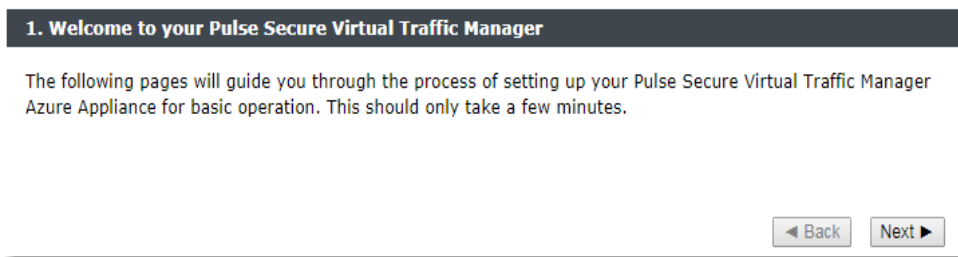 1. Welcome to your Pulse Secure Virtual Traffic Manager
The following pages will guide you through the process of setting up your Pulse Secure Virtual Traffic Manager
Azure Appliance for basic operation. This should only take a few minutes.
◄ Back Next ►